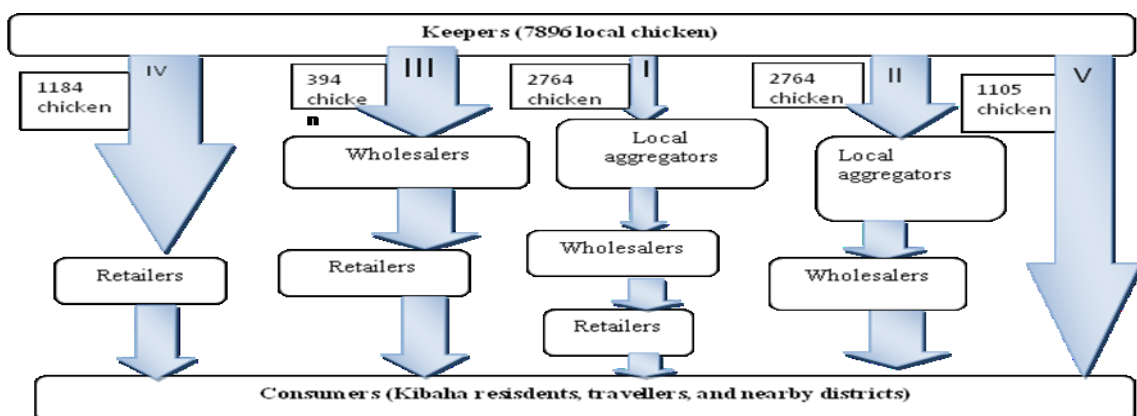 Keepers (7896 local chicken)
IV
1184
chicken
III
394
chicke
n
I
2764
chicken
II
2764
chicken
V
1105
chicken
Wholesalers
Local
aggregators
Local
aggregators
Wholesalers
Retailers
Retailers
Wholesalers
Retailers
Consumers (Kibaha resisdents, travellers, and nearby districts)